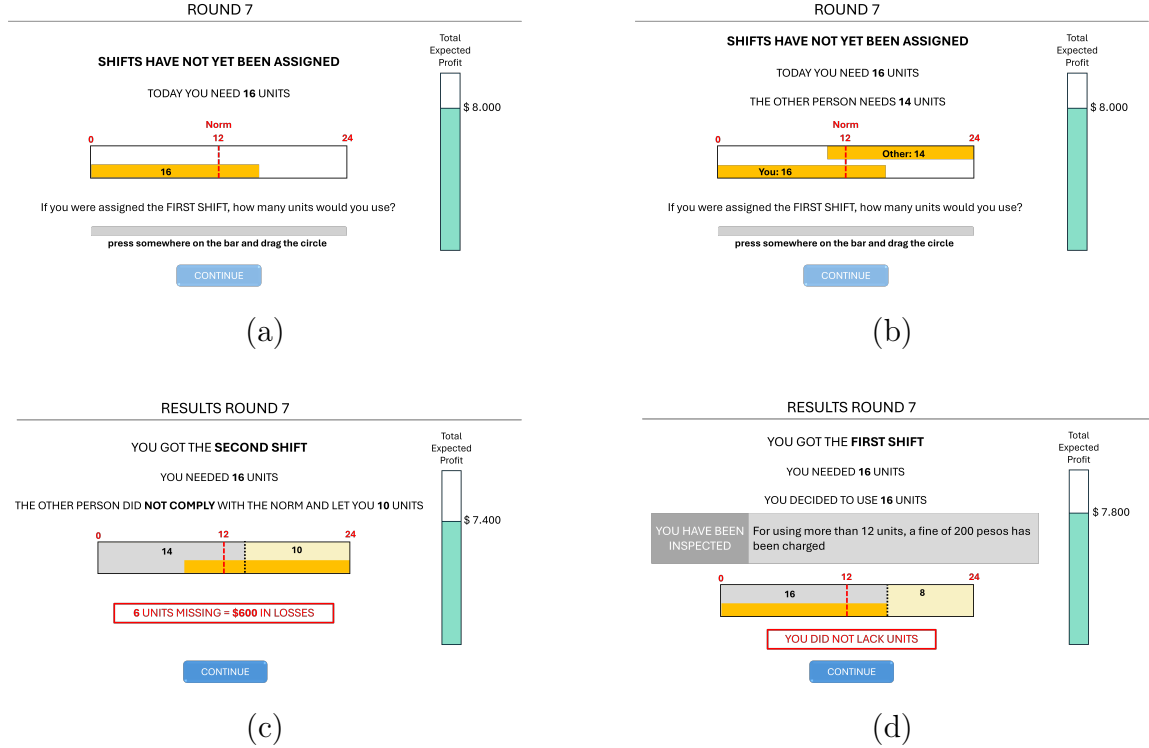 ROUND 7
SHIFTS HAVE NOT YET BEEN ASSIGNED
TODAY YOU NEED 16 UNITS
Norm
0 12 24
16
If you were assigned the FIRST SHIFT, how many units would you use?
press somewhere on the bar and drag the circle
CONTINUE
Total
Expected
Profit
$ 8.000
(a)
ROUND 7
SHIFTS HAVE NOT YET BEEN ASSIGNED
TODAY YOU NEED 16 UNITS
THE OTHER PERSON NEEDS 14 UNITS
Norm
0 12 24
Other: 14
You: 16
If you were assigned the FIRST SHIFT, how many units would you use?
press somewhere on the bar and drag the circle
CONTINUE
Total
Expected
Profit
$ 8.000
(b)
RESULTS ROUND 7
YOU GOT THE SECOND SHIFT
YOU NEEDED 16 UNITS
THE OTHER PERSON DID NOT COMPLY WITH THE NORM AND LET YOU 10 UNITS
0 12 24
14 10
6 UNITS MISSING = $600 IN LOSSES
CONTINUE
Total
Expected
Profit
$ 7.400
(c)
RESULTS ROUND 7
YOU GOT THE FIRST SHIFT
YOU NEEDED 16 UNITS
YOU DECIDED TO USE 16 UNITS
YOU HAVE BEEN
INSPECTED
For using more than 12 units, a fine of 200 pesos has
been charged
0 12 24
16 8
YOU DID NOT LACK UNITS
CONTINUE
Total
Expected
Profit
$ 7.800
(d)